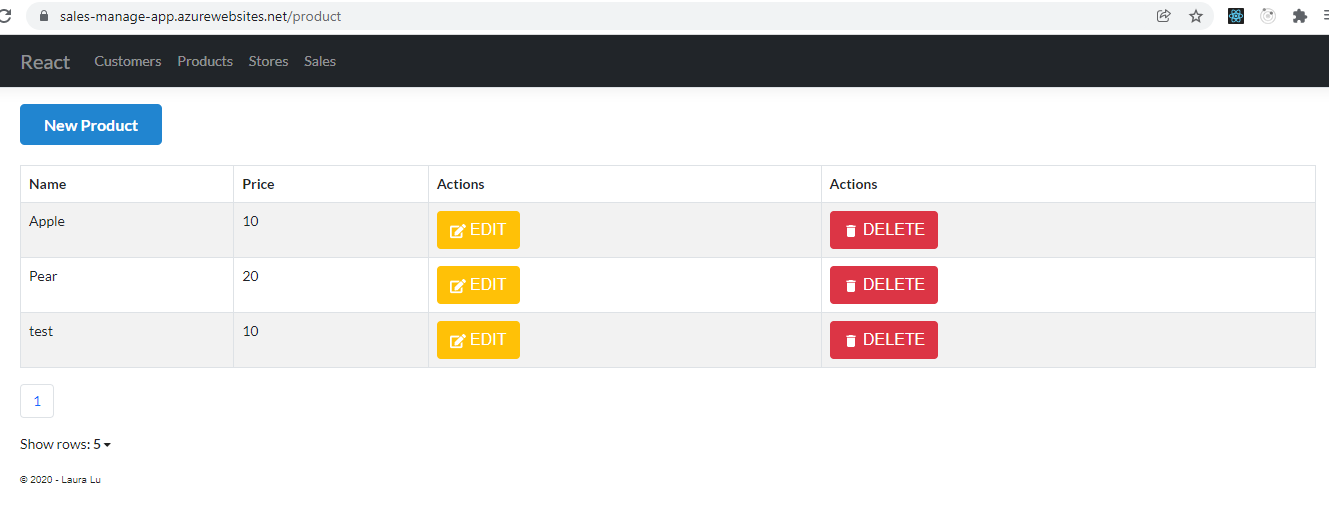 sales-manage-app.azurewebsites.net/product
React Customers Products Stores Sales
New Product
Name Price Actions Actions
Apple 10 EDIT DELETE
Pear 20 EDIT DELETE
test 10 EDIT DELETE
1
Show rows: 5
© 2020 - Laura Lu